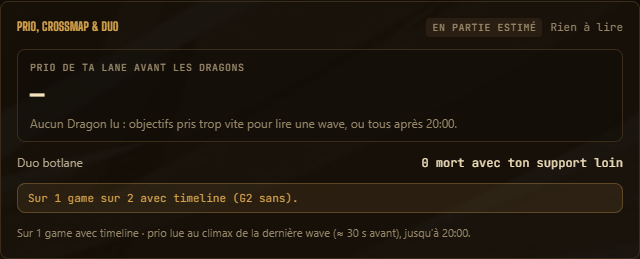 PRIO, CROSSMAP & DUO
EN PARTIE ESTIMÉ Rien à lire
PRIO DE TA LANE AVANT LES DRAGONS
—
Aucun Dragon lu : objectifs pris trop vite pour lire une wave, ou tous après 20:00.
Duo botlane 0 mort avec ton support loin
Sur 1 game sur 2 avec timeline (G2 sans).
Sur 1 game avec timeline · prio lue au climax de la dernière wave (≈ 30 s avant), jusqu'à 20:00.